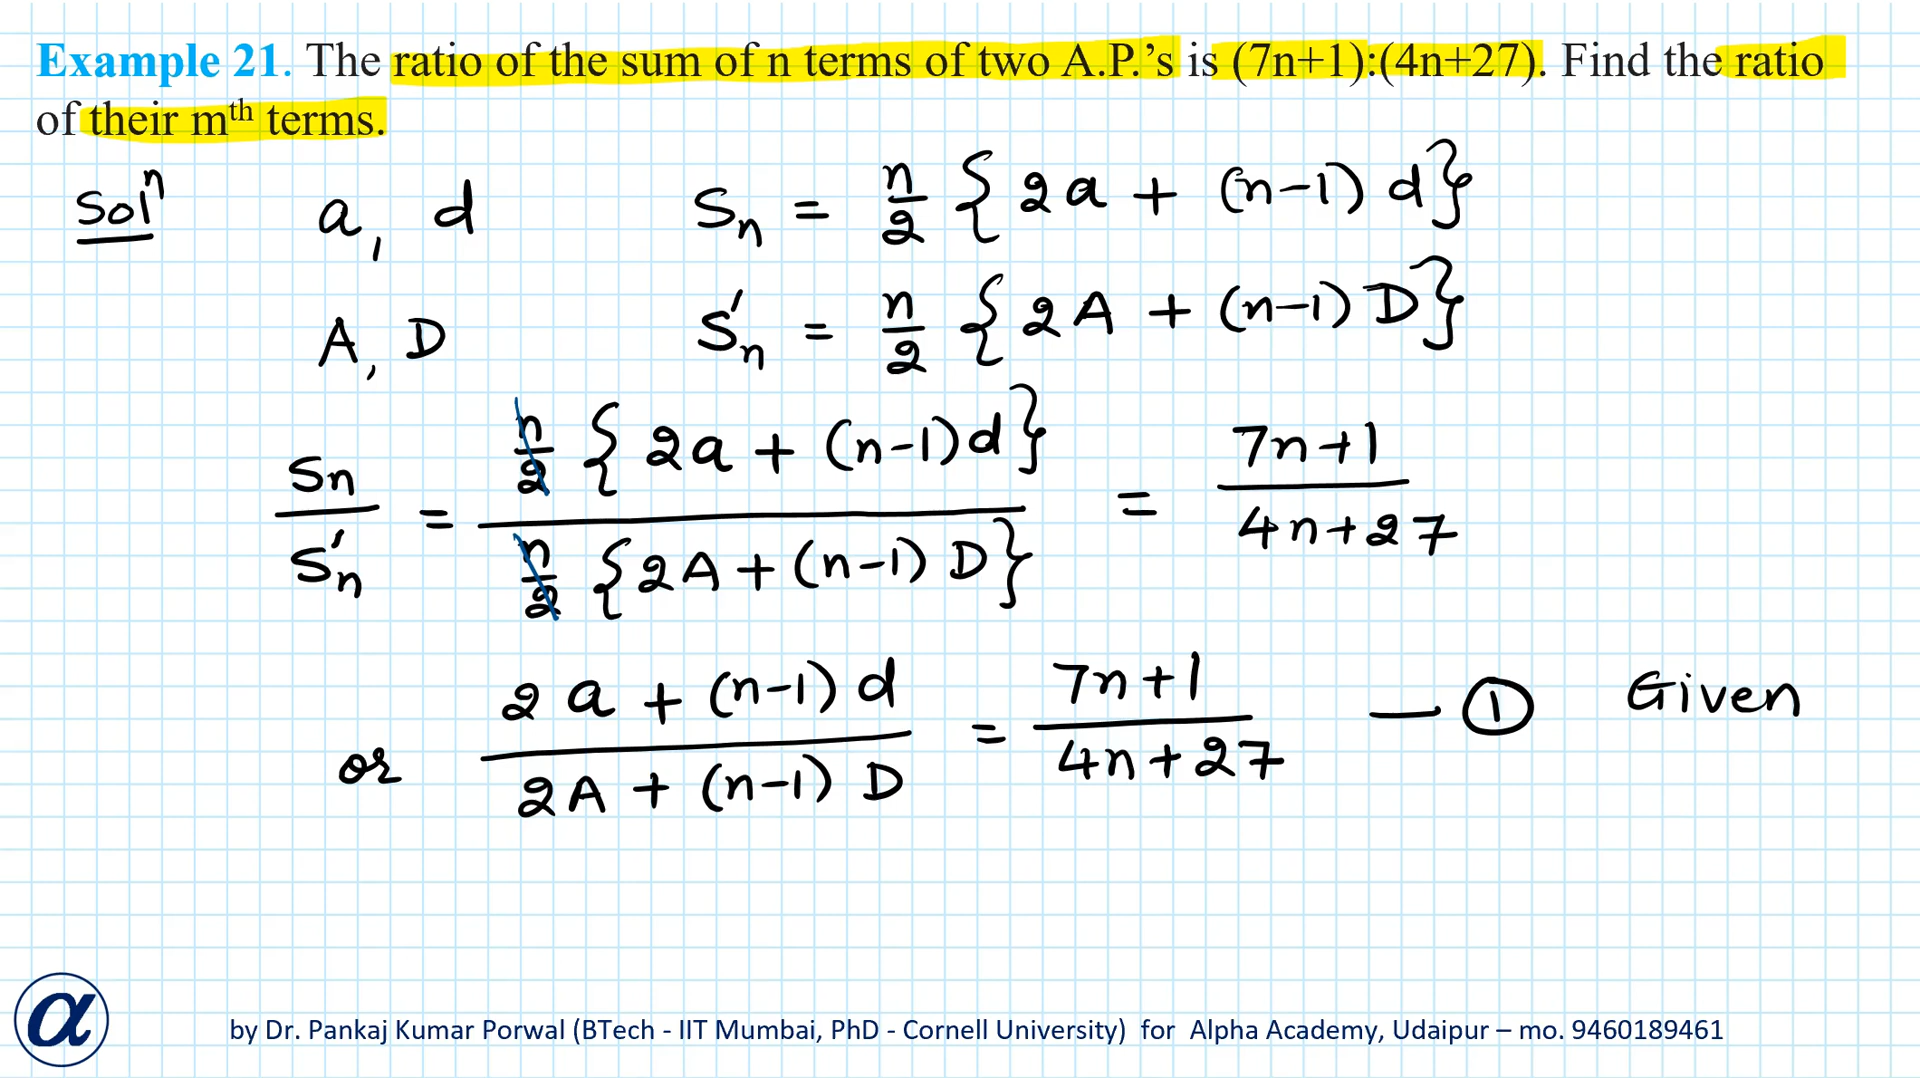 Example 21. The ratio of the sum of n terms of two A.P.’s is (7n+1):(4n+27). Find the ratio
of their mᵗʰ terms.
Solⁿ a, d Sn = n/2 { 2a + (n-1) d}
A, D S'n = n/2 { 2A + (n-1) D}
Sn/S'n = n/2 { 2a + (n-1)d} / n/2 {2A + (n-1) D} = 7n+1 / 4n+27
or 2a + (n-1) d / 2A + (n-1) D = 7n+1 / 4n+27 — ① Given
α by Dr. Pankaj Kumar Porwal (BTech - IIT Mumbai, PhD - Cornell University) for Alpha Academy, Udaipur – mo. 9460189461